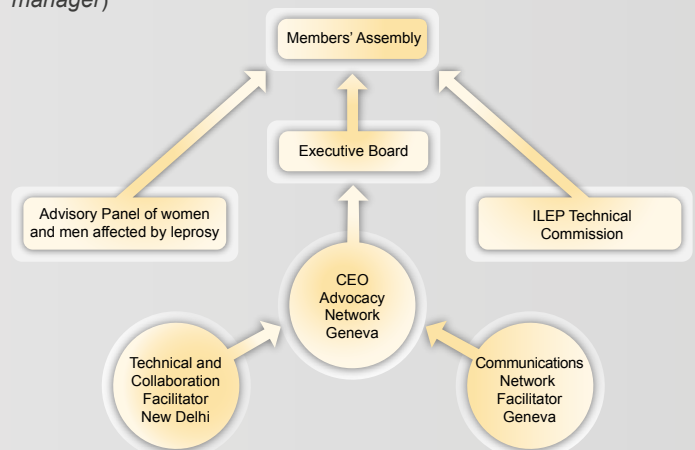 manager)
Members' Assembly
Executive Board
Advisory Panel of women
and men affected by leprosy
ILEP Technical
Commission
CEO
Advocacy
Network
Geneva
Technical and
Collaboration
Facilitator
New Delhi
Communications
Network
Facilitator
Geneva